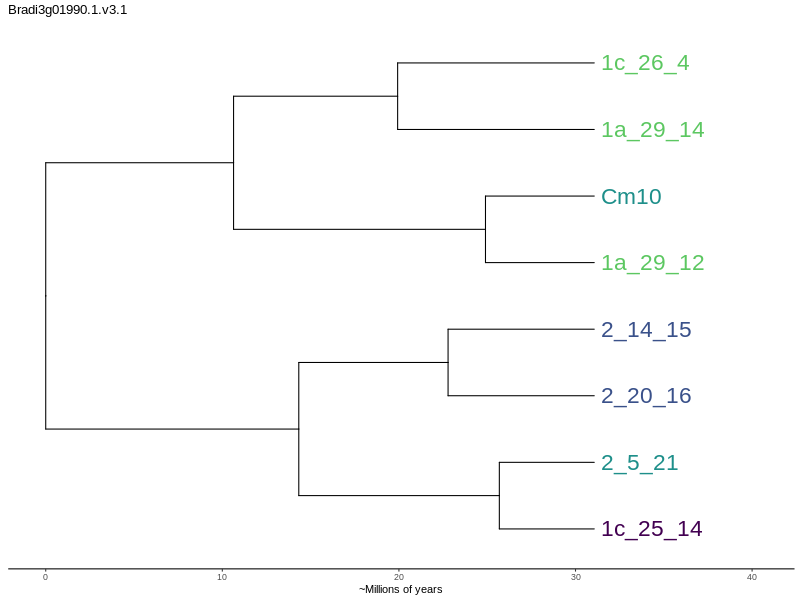 Bradi3g01990.1.v3.1
1c_26_4
1a_29_14
Cm10
1a_29_12
2_14_15
2_20_16
2_5_21
1c_25_14
0 10 20 30 40
~Millions of years